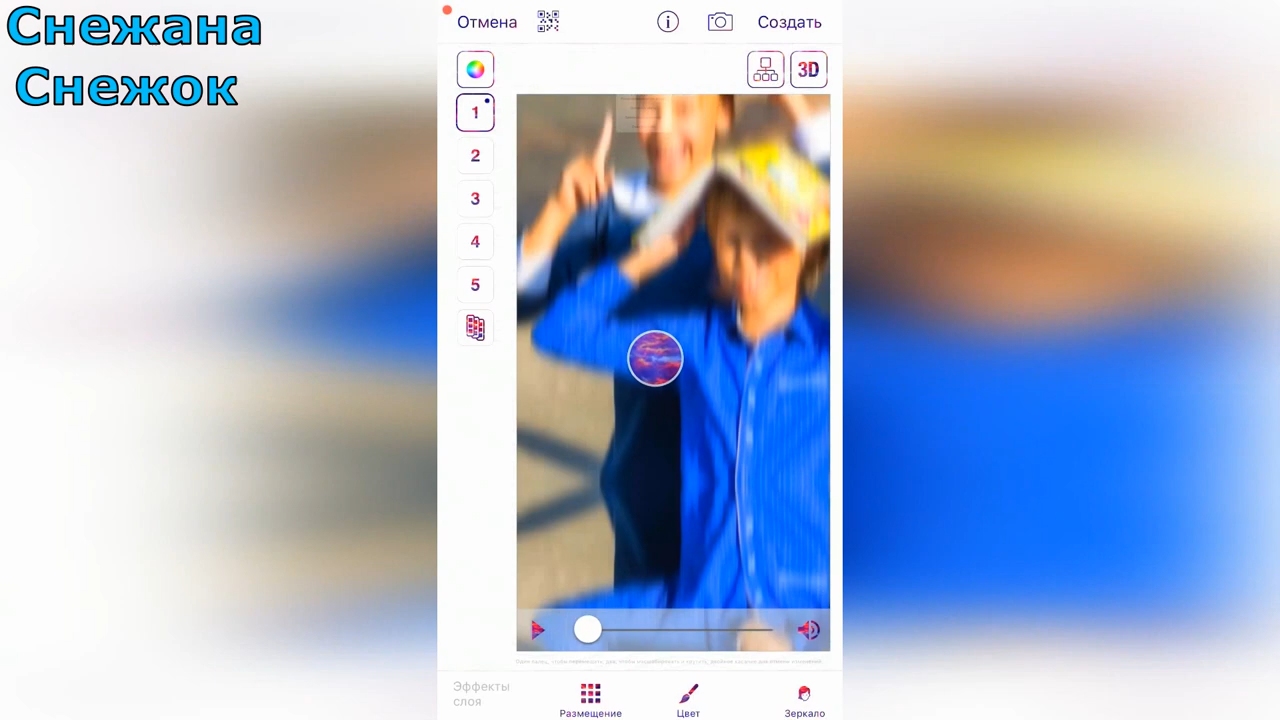 Снежана
Снежок
Отмена
Создать
3D
1
2
3
4
5
Эффекты
слоя
Размещение
Цвет
Зеркало